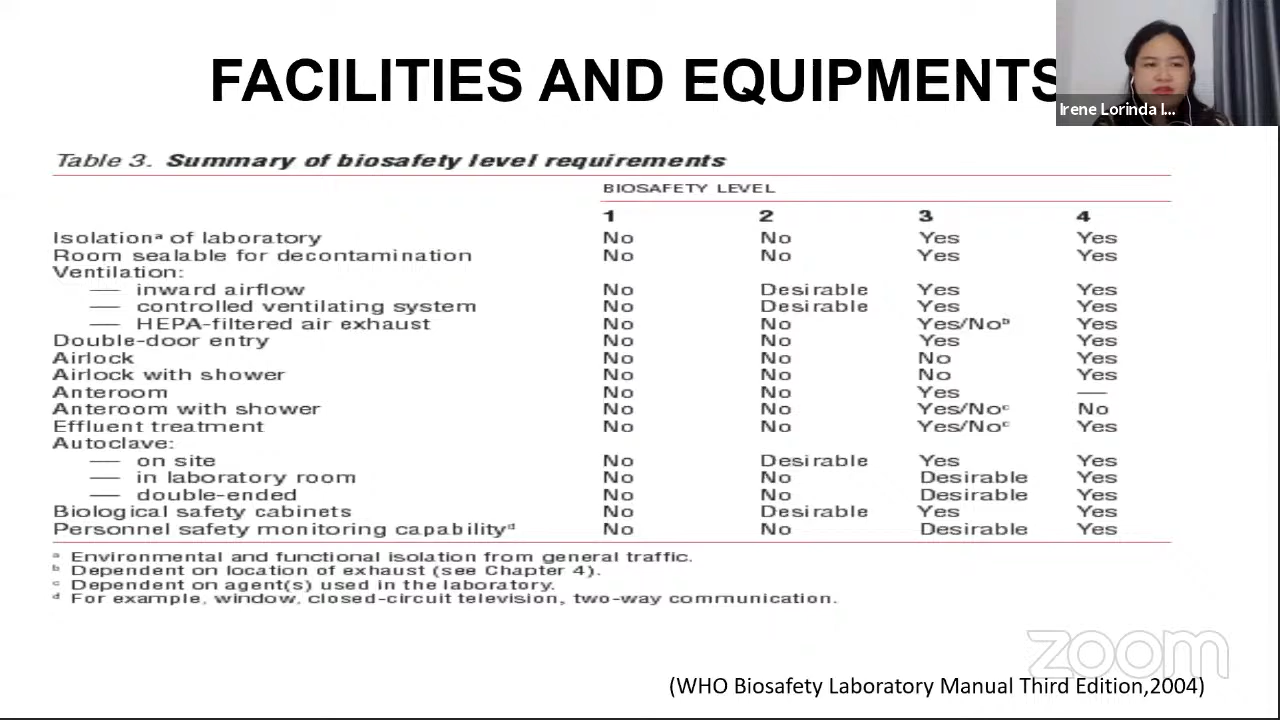 FACILITIES AND EQUIPMENTS
Irene Lorinda I...
Table 3. Summary of biosafety level requirements
BIOSAFETY LEVEL
1 2 3 4
Isolationᵃ of laboratory No No Yes Yes
Room sealable for decontamination No No Yes Yes
Ventilation:
— inward airflow No Desirable Yes Yes
— controlled ventilating system No Desirable Yes Yes
— HEPA-filtered air exhaust No No Yes/Noᵇ Yes
Double-door entry No No Yes Yes
Airlock No No No Yes
Airlock with shower No No No Yes
Anteroom No No Yes —
Anteroom with shower No No Yes/Noᶜ No
Effluent treatment No No Yes/Noᶜ Yes
Autoclave:
— on site No Desirable Yes Yes
— in laboratory room No No Desirable Yes
— double-ended No No Desirable Yes
Biological safety cabinets No Desirable Yes Yes
Personnel safety monitoring capabilityᵈ No No Desirable Yes
ᵃ Environmental and functional isolation from general traffic.
ᵇ Dependent on location of exhaust (see Chapter 4).
ᶜ Dependent on agent(s) used in the laboratory.
ᵈ For example, window, closed-circuit television, two-way communication.
zoom
(WHO Biosafety Laboratory Manual Third Edition,2004)